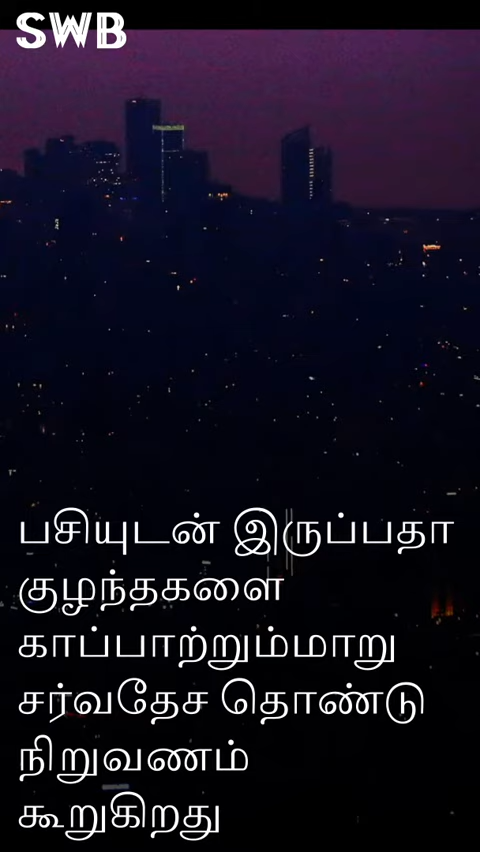 SWB
பசியுடன் இருப்பதா
குழந்தகளை
காப்பாற்றும்மாறு
சர்வதேச தொண்டு
நிறுவணம்
கூறுகிறது